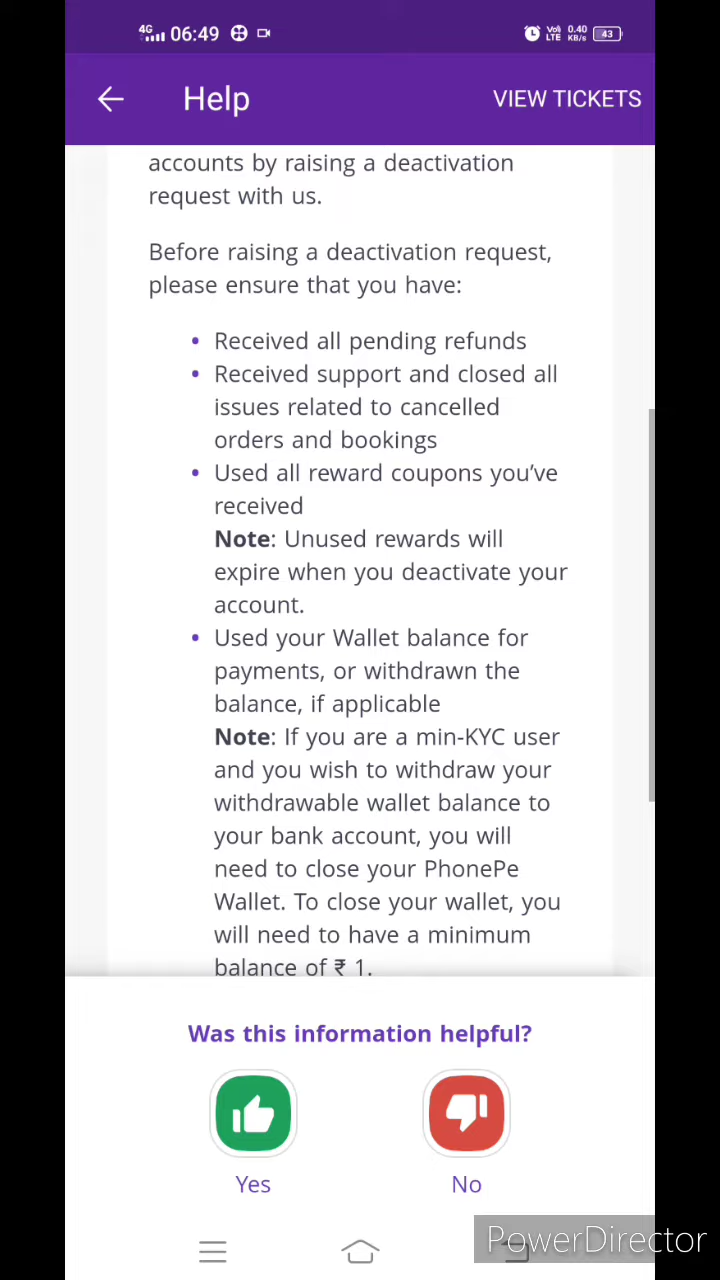 4G 06:49 Vo)) LTE 0.40 KB/s 43
Help VIEW TICKETS
accounts by raising a deactivation
request with us.
Before raising a deactivation request,
please ensure that you have:
• Received all pending refunds
• Received support and closed all
issues related to cancelled
orders and bookings
• Used all reward coupons you’ve
received
Note: Unused rewards will
expire when you deactivate your
account.
• Used your Wallet balance for
payments, or withdrawn the
balance, if applicable
Note: If you are a min-KYC user
and you wish to withdraw your
withdrawable wallet balance to
your bank account, you will
need to close your PhonePe
Wallet. To close your wallet, you
will need to have a minimum
balance of ₹ 1.
Was this information helpful?
Yes No
PowerDirector